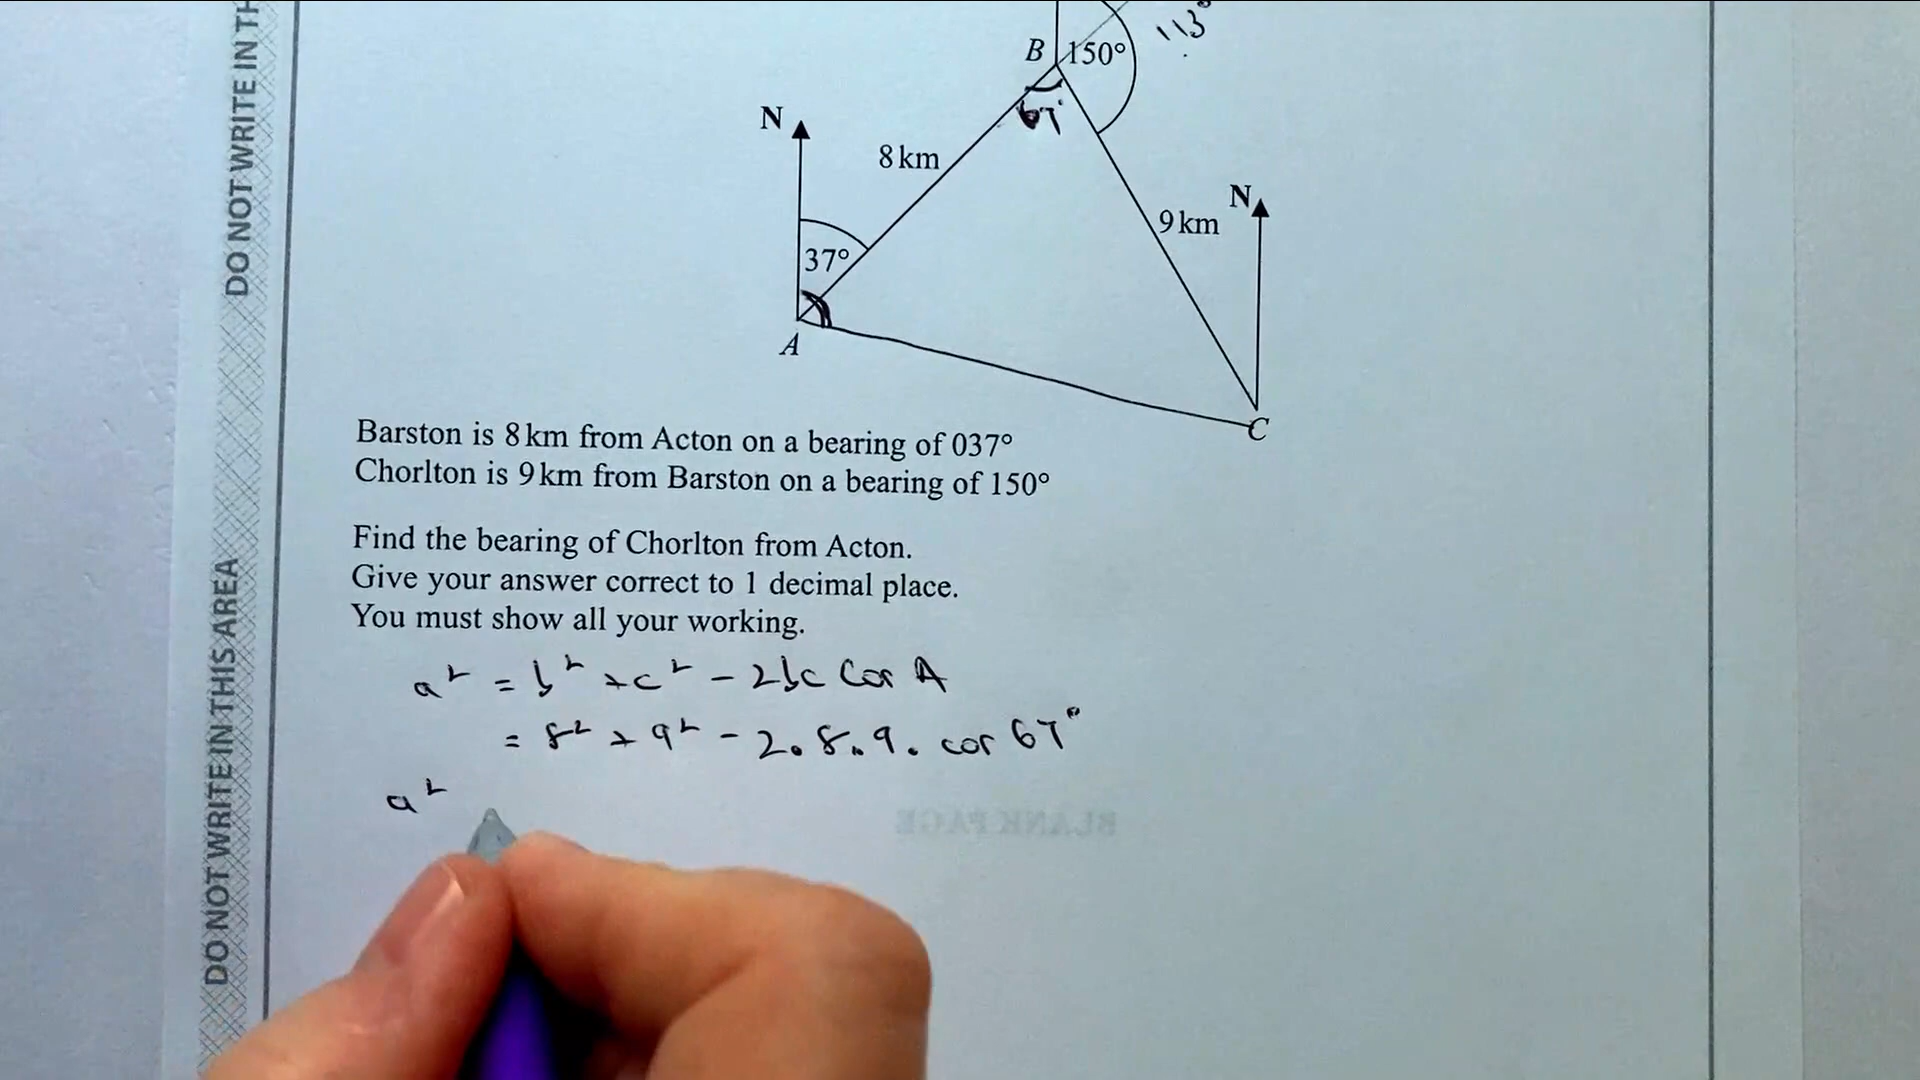 113°
B 150°
67°
N
8 km
N
9 km
37°
A
C
Barston is 8 km from Acton on a bearing of 037°
Chorlton is 9 km from Barston on a bearing of 150°
Find the bearing of Chorlton from Acton.
Give your answer correct to 1 decimal place.
You must show all your working.
a² = b² + c² - 2bc Cos A
= 8² + 9² - 2.8.9. cos 67°
a²
BLANK PAGE
DO NOT WRITE IN TH
DO NOT WRITE IN THIS AREA